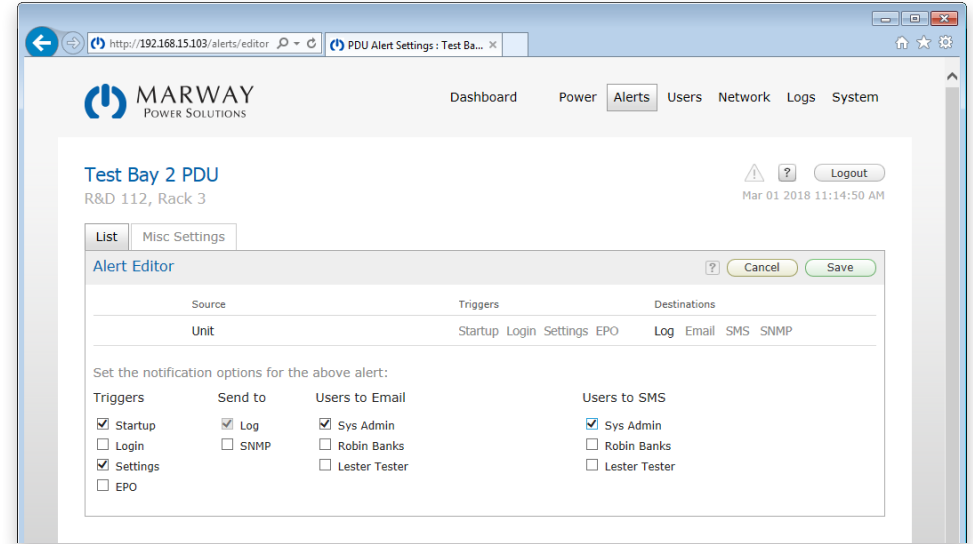 http://192.168.15.103/alerts/editor
PDU Alert Settings : Test Ba...
MARWAY
POWER SOLUTIONS
Dashboard Power Alerts Users Network Logs System
Test Bay 2 PDU
? Logout
R&D 112, Rack 3
Mar 01 2018 11:14:50 AM
List Misc Settings
Alert Editor ? Cancel Save
Source Triggers Destinations
Unit Startup Login Settings EPO Log Email SMS SNMP
Set the notification options for the above alert:
Triggers Send to Users to Email Users to SMS
Startup Log Sys Admin Sys Admin
Login SNMP Robin Banks Robin Banks
Settings Lester Tester Lester Tester
EPO